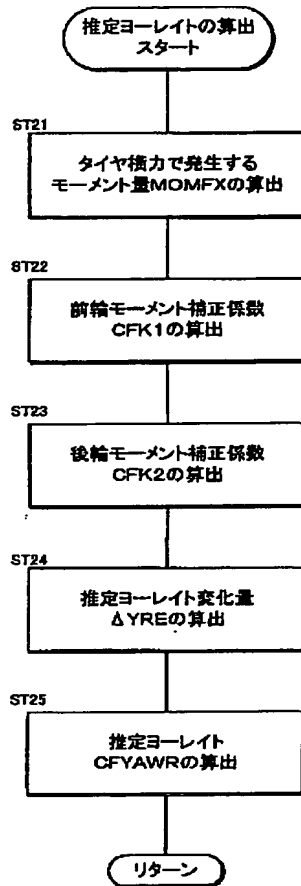 推定ヨーレイトの算出
スタート
ST21
タイヤ横力で発生する
モーメント量MOMFXの算出
ST22
前輪モーメント補正係数
CFK1の算出
ST23
後輪モーメント補正係数
CFK2の算出
ST24
推定ヨーレイト変化量
ΔYREの算出
ST25
推定ヨーレイト
CFYAWRの算出
リターン